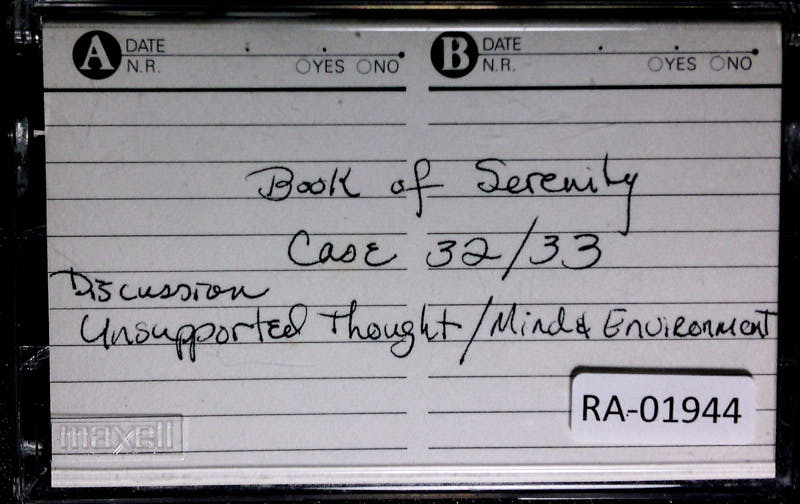 A DATE B DATE
N.R. YES NO N.R. YES NO
Book of Serenity
Case 32/33
Discussion
Unsupported Thought/Mind & Environment
RA-01944
maxell